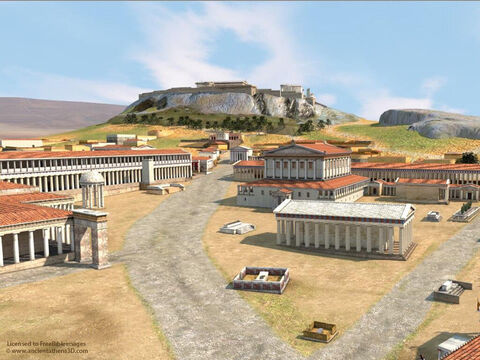 Licensed to FreeBibleimages
© www.ancientathens3D.com